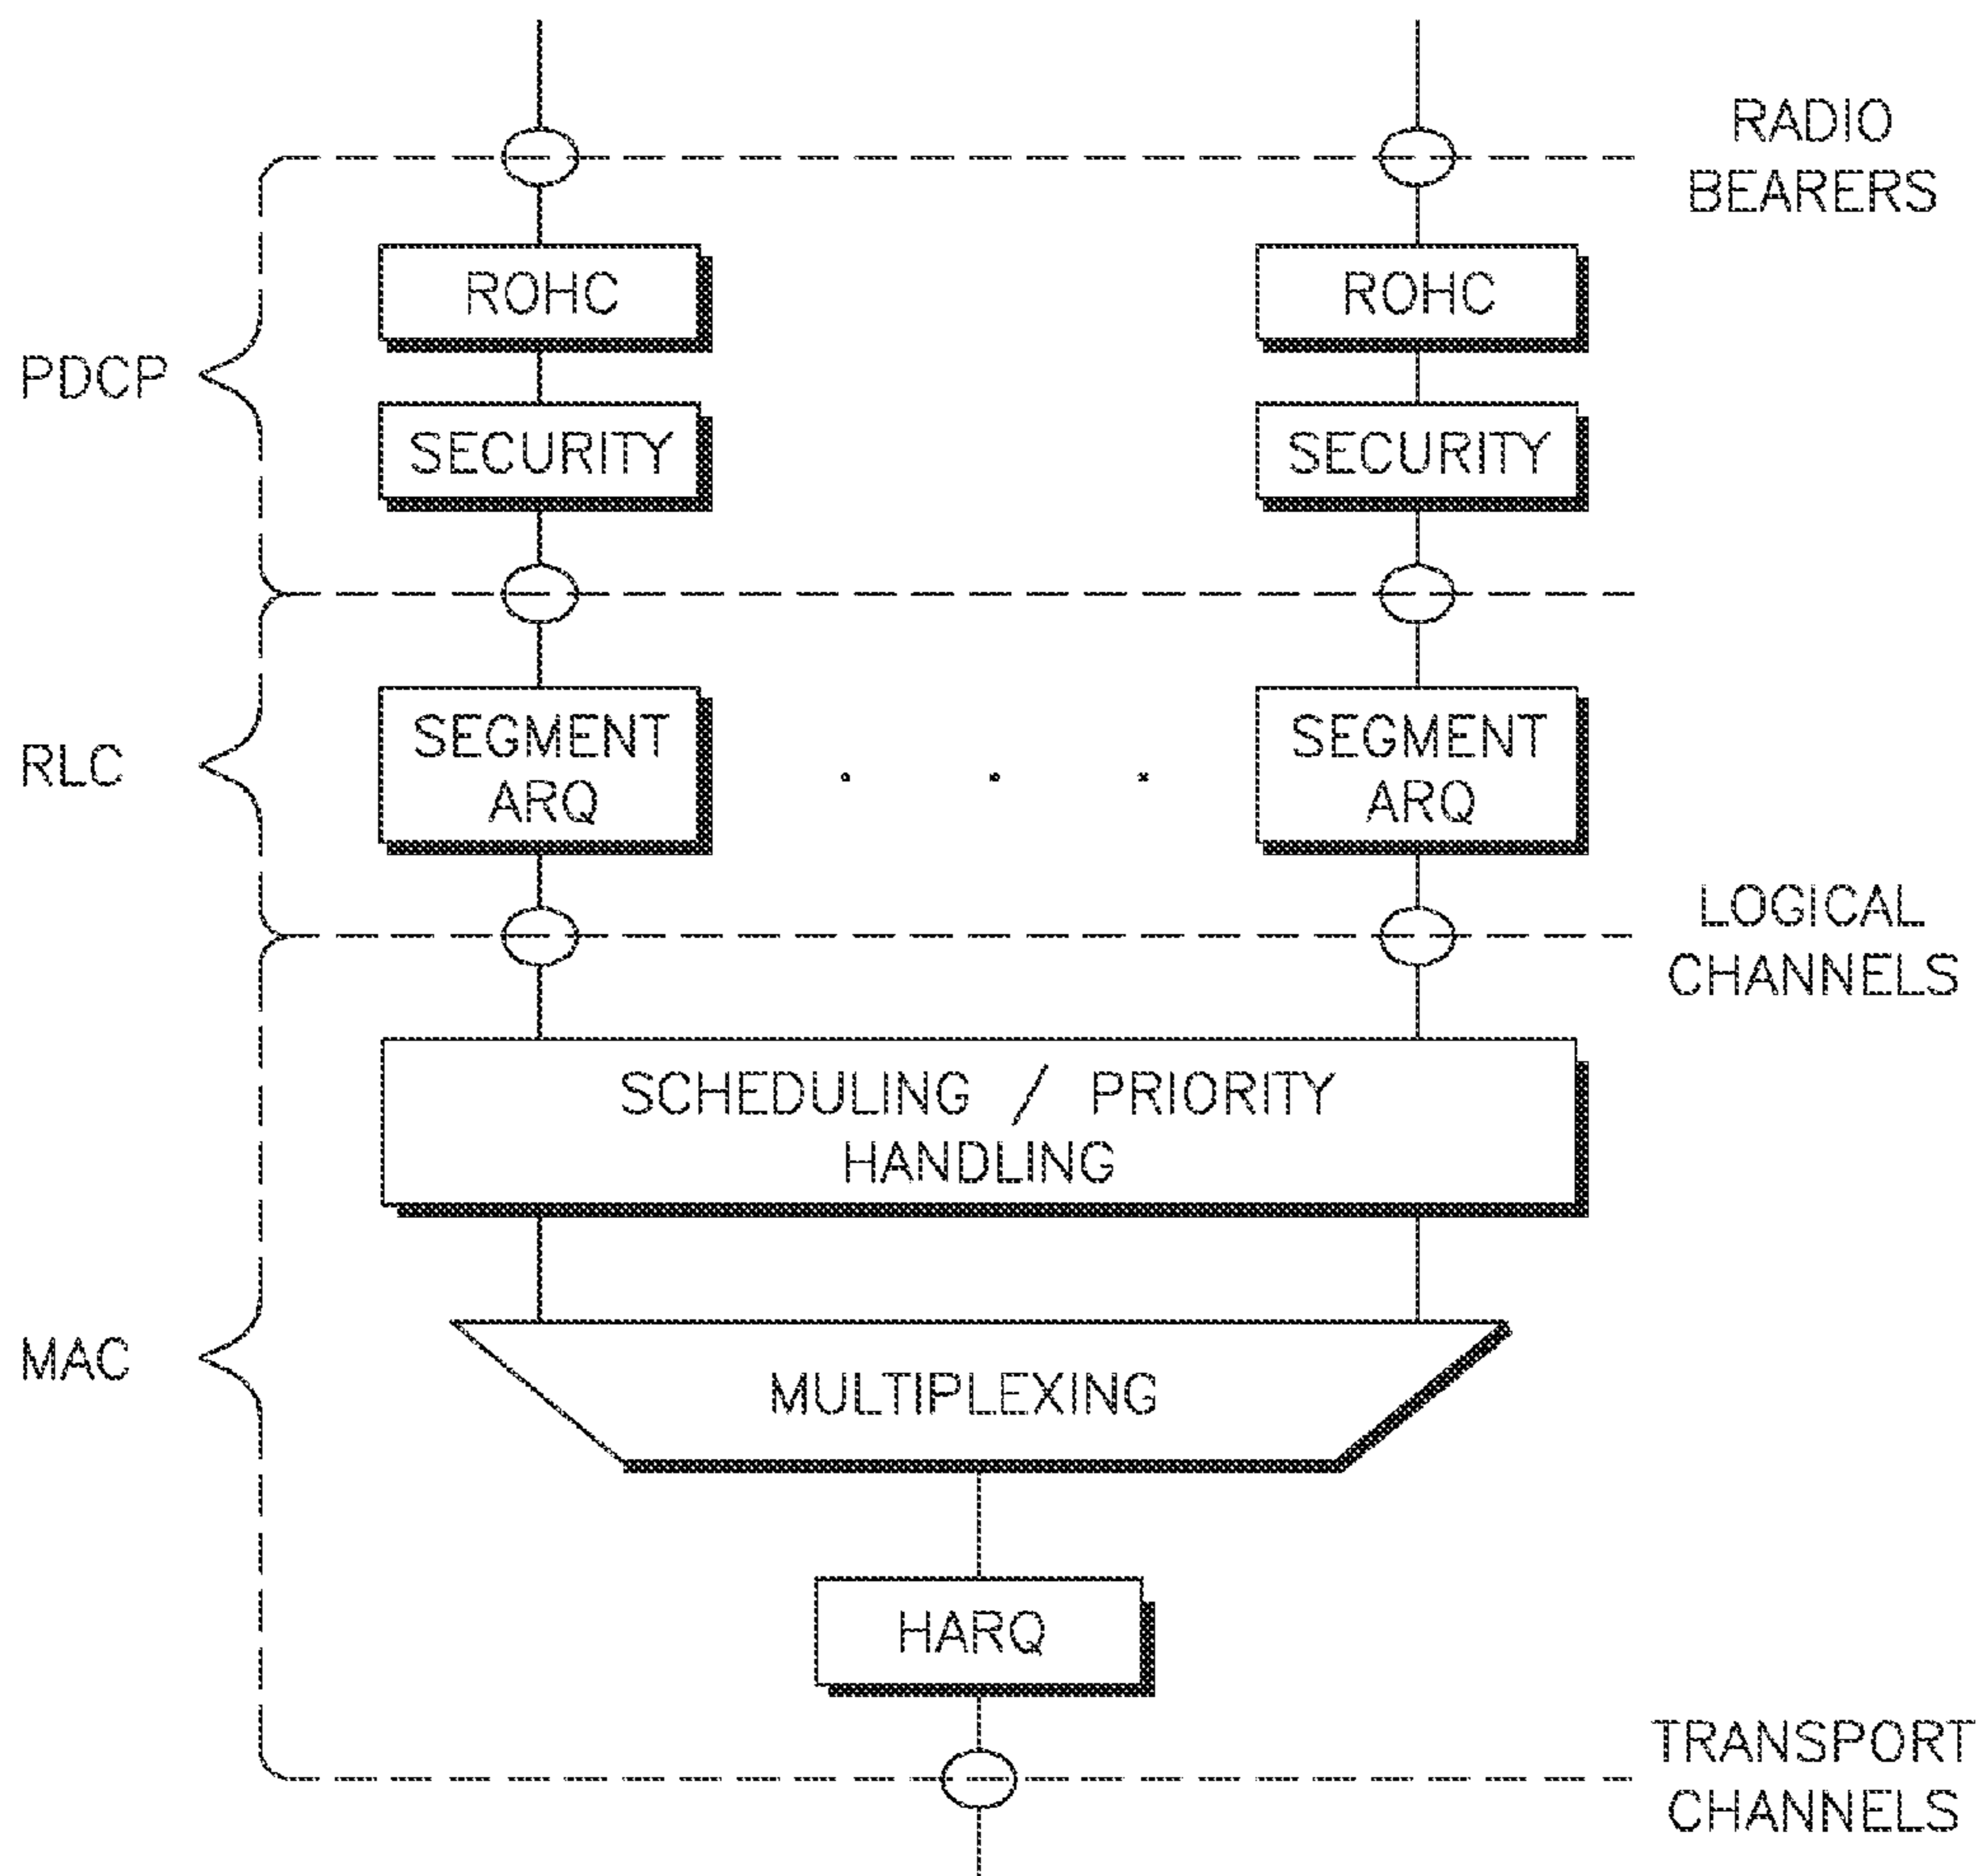 RADIO
BEARERS
ROHC
ROHC
PDCP
SECURITY
SECURITY
RLC
SEGMENT
ARQ
SEGMENT
ARQ
LOGICAL
CHANNELS
SCHEDULING / PRIORITY
HANDLING
MAC
MULTIPLEXING
HARQ
TRANSPORT
CHANNELS